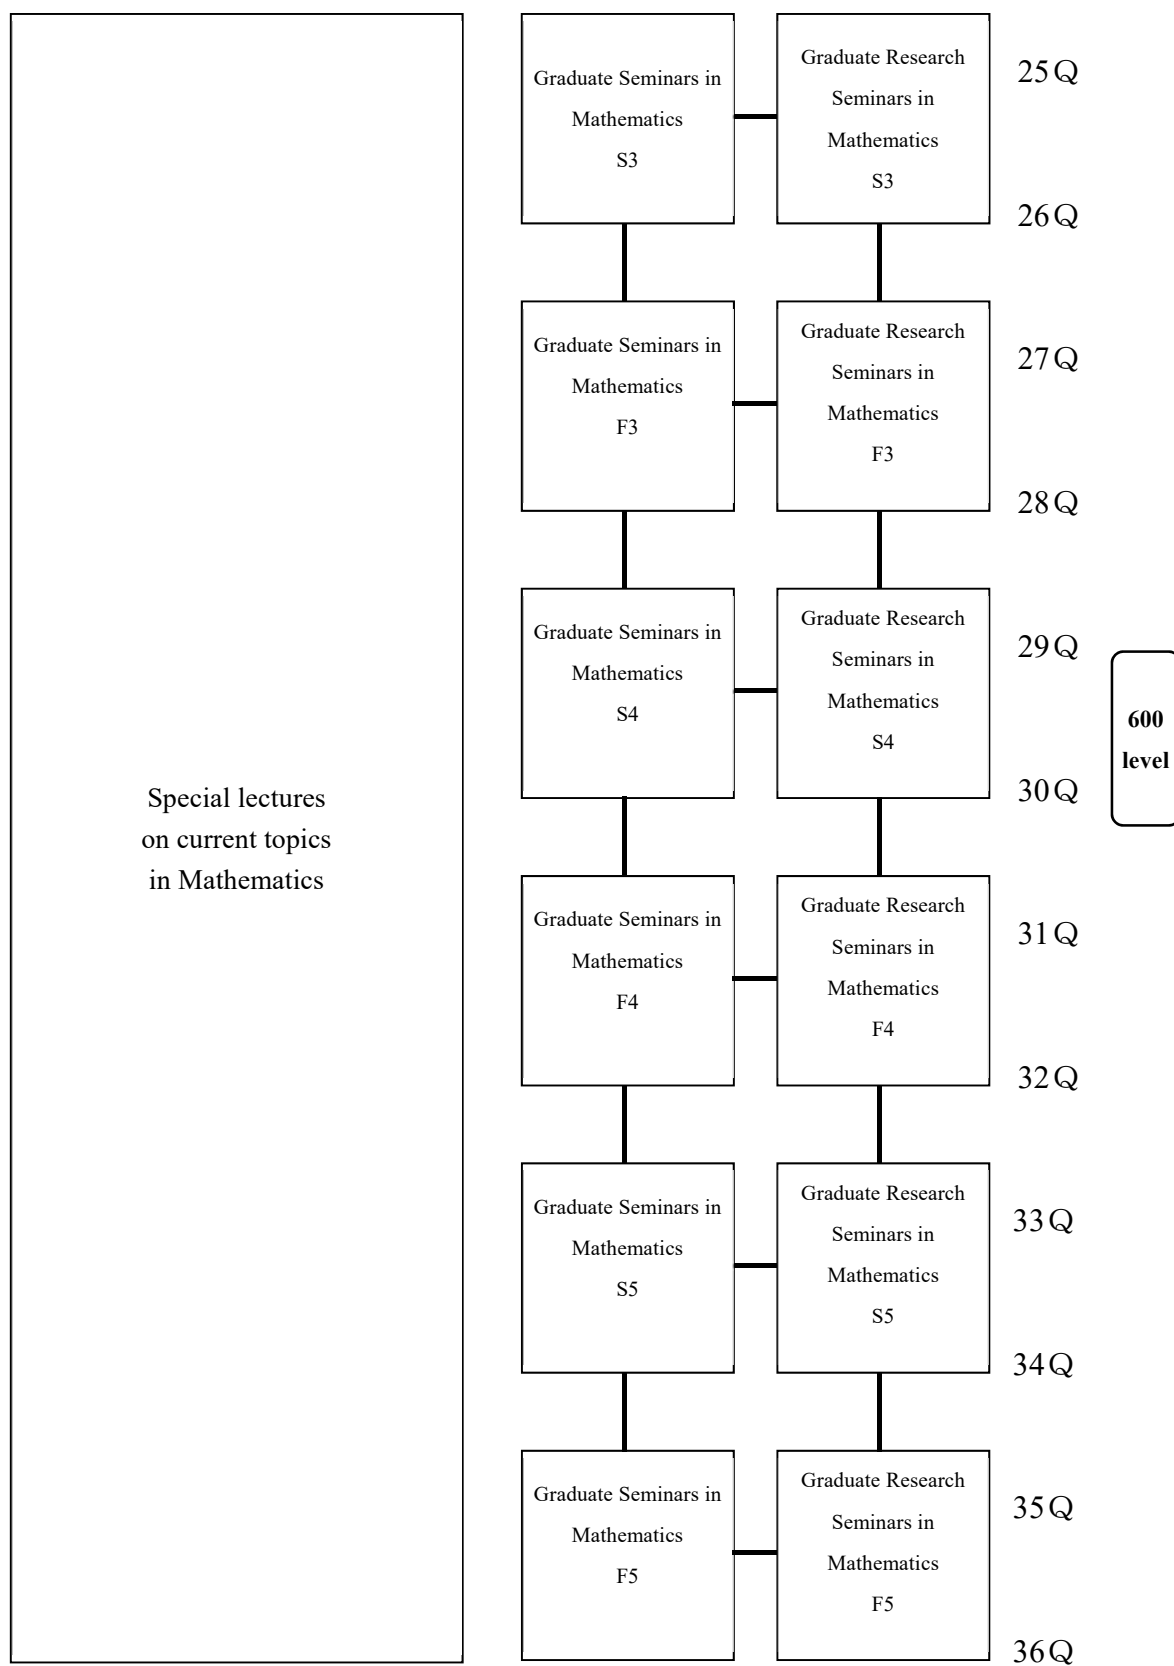 Special lectures
on current topics
in Mathematics
Graduate Seminars in
Mathematics
S3
Graduate Research
Seminars in
Mathematics
S3
25Q
26Q
Graduate Seminars in
Mathematics
F3
Graduate Research
Seminars in
Mathematics
F3
27Q
28Q
Graduate Seminars in
Mathematics
S4
Graduate Research
Seminars in
Mathematics
S4
29Q
30Q
600
level
Graduate Seminars in
Mathematics
F4
Graduate Research
Seminars in
Mathematics
F4
31Q
32Q
Graduate Seminars in
Mathematics
S5
Graduate Research
Seminars in
Mathematics
S5
33Q
34Q
Graduate Seminars in
Mathematics
F5
Graduate Research
Seminars in
Mathematics
F5
35Q
36Q